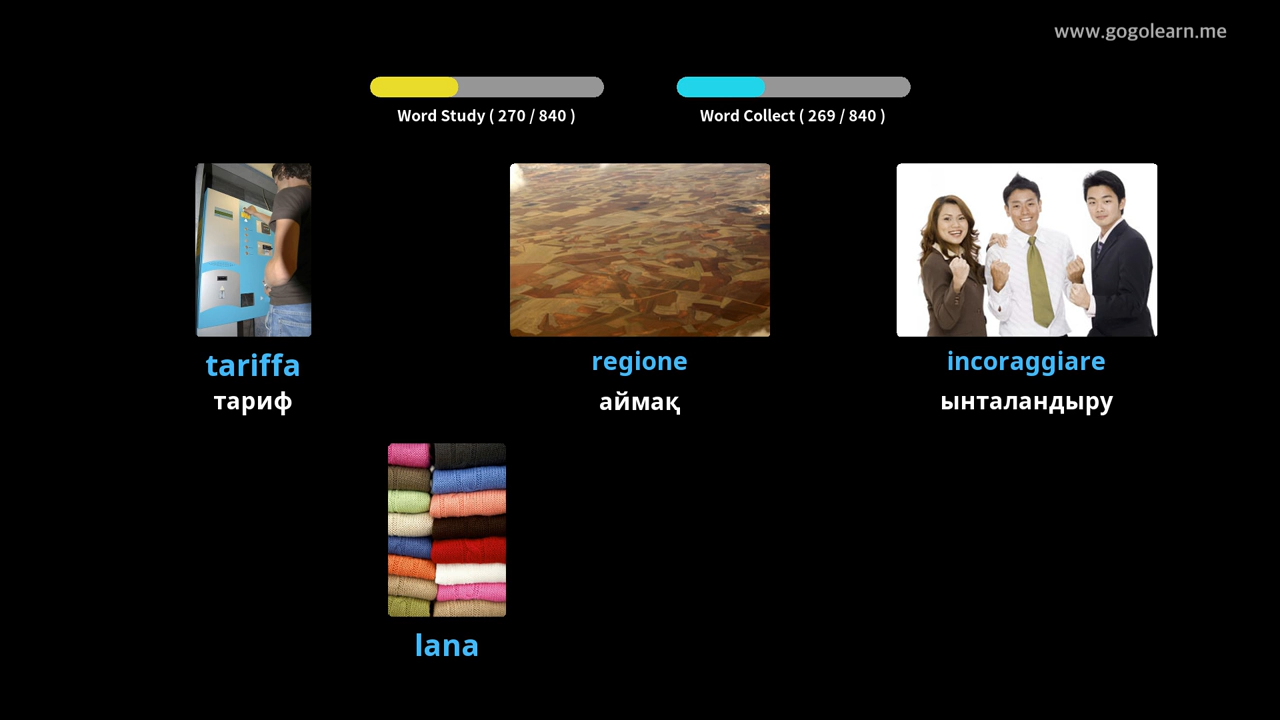 www.gogolearn.me
Word Study ( 270 / 840 )
Word Collect ( 269 / 840 )
tariffa
тариф
regione
аймақ
incoraggiare
ынталандыру
lana